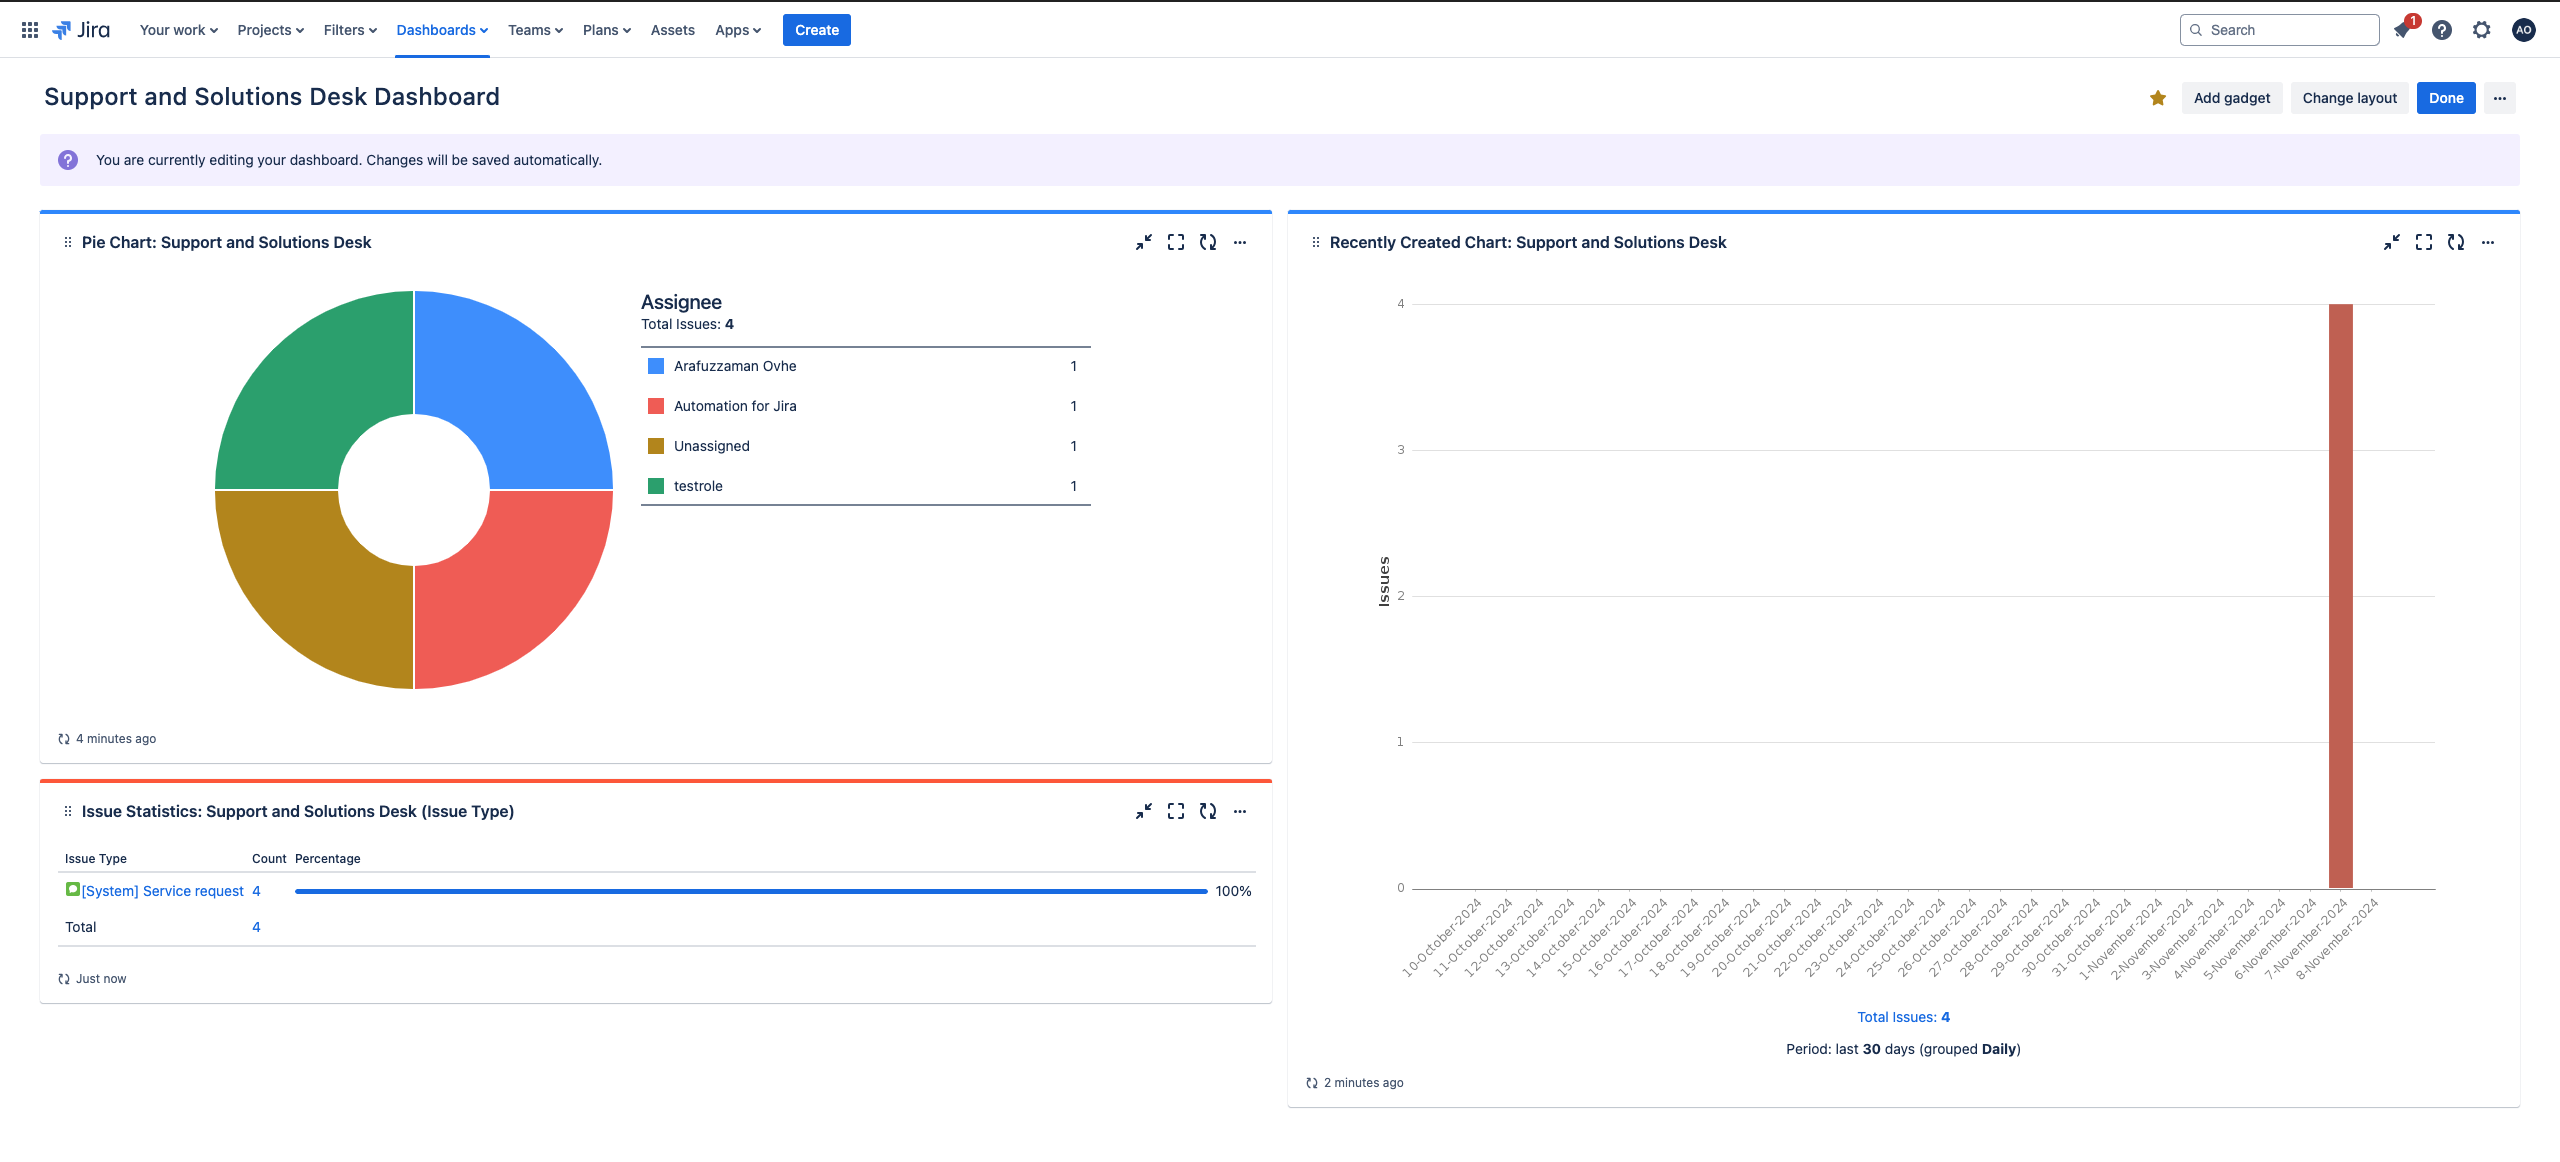 Jira Your work Projects Filters Dashboards Teams Plans Assets Apps Create Search 1 AO
Support and Solutions Desk Dashboard Add gadget Change layout Done
You are currently editing your dashboard. Changes will be saved automatically.
Pie Chart: Support and Solutions Desk
Assignee
Total Issues: 4
Arafuzzaman Ovhe 1
Automation for Jira 1
Unassigned 1
testrole 1
4 minutes ago
Issue Statistics: Support and Solutions Desk (Issue Type)
Issue Type Count Percentage
[System] Service request 4 100%
Total 4
Just now
Recently Created Chart: Support and Solutions Desk
4
3
2
1
0
Issues
10-October-2024
11-October-2024
12-October-2024
13-October-2024
14-October-2024
15-October-2024
16-October-2024
17-October-2024
18-October-2024
19-October-2024
20-October-2024
21-October-2024
22-October-2024
23-October-2024
24-October-2024
25-October-2024
26-October-2024
27-October-2024
28-October-2024
29-October-2024
30-October-2024
31-October-2024
1-November-2024
2-November-2024
3-November-2024
4-November-2024
5-November-2024
6-November-2024
7-November-2024
8-November-2024
Total Issues: 4
Period: last 30 days (grouped Daily)
2 minutes ago